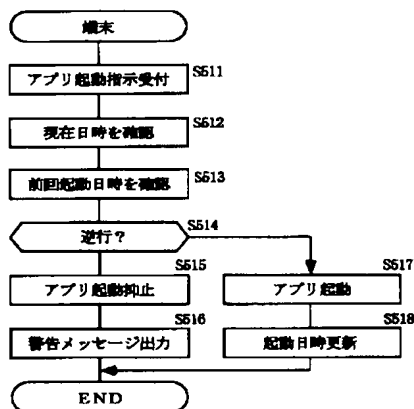 端末
アプリ起動指示受付 S511
現在日時を確認 S512
前回起動日時を確認 S513
逆行? S514
アプリ起動抑止 S515
アプリ起動 S517
警告メッセージ出力 S516
起動日時更新 S518
END